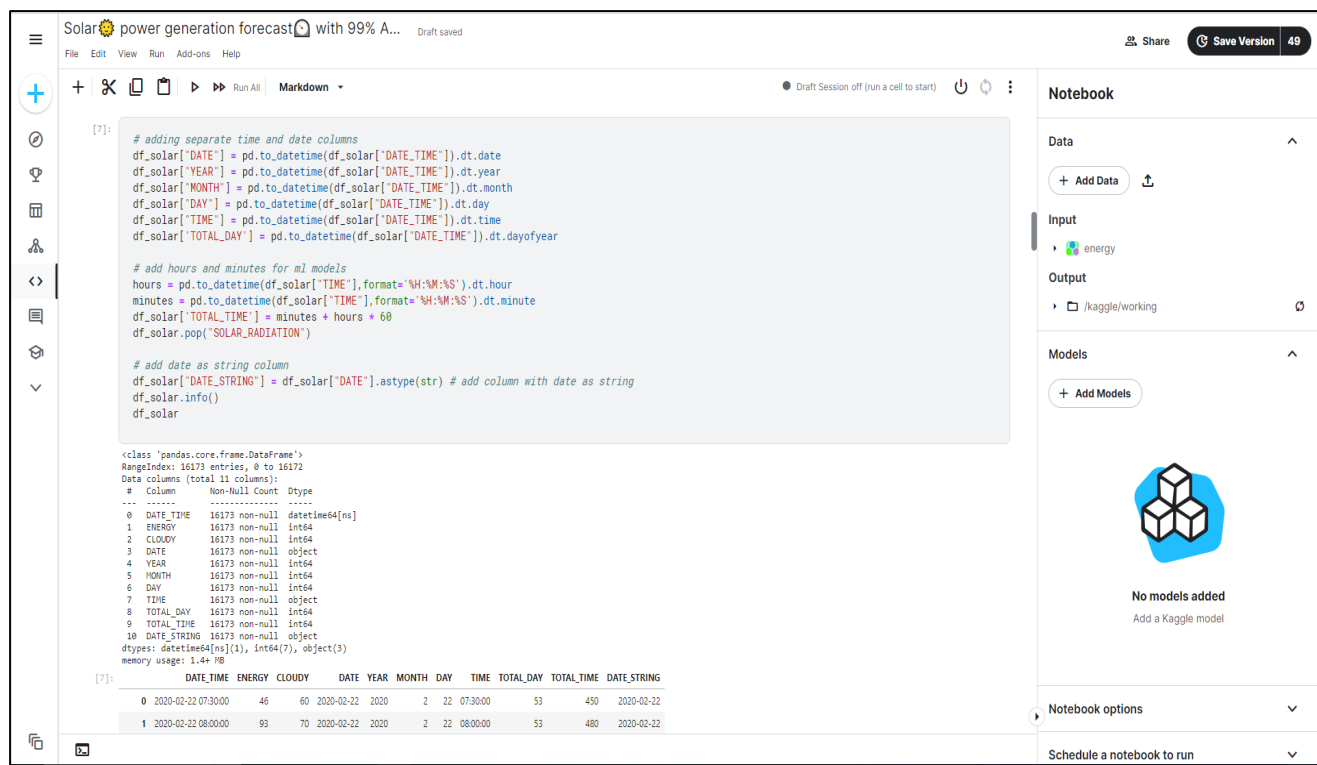 Solar🌞 power generation forecast🕰 with 99% A... Draft saved
File Edit View Run Add-ons Help
Share
Save Version 49
Run All Markdown
Draft Session off (run a cell to start)
[7]:
# adding separate time and date columns
df_solar["DATE"] = pd.to_datetime(df_solar["DATE_TIME"]).dt.date
df_solar["YEAR"] = pd.to_datetime(df_solar["DATE_TIME"]).dt.year
df_solar["MONTH"] = pd.to_datetime(df_solar["DATE_TIME"]).dt.month
df_solar["DAY"] = pd.to_datetime(df_solar["DATE_TIME"]).dt.day
df_solar["TIME"] = pd.to_datetime(df_solar["DATE_TIME"]).dt.time
df_solar['TOTAL_DAY'] = pd.to_datetime(df_solar["DATE_TIME"]).dt.dayofyear
# add hours and minutes for ml models
hours = pd.to_datetime(df_solar["TIME"],format='%H:%M:%S').dt.hour
minutes = pd.to_datetime(df_solar["TIME"],format='%H:%M:%S').dt.minute
df_solar['TOTAL_TIME'] = minutes + hours * 60
df_solar.pop("SOLAR_RADIATION")
# add date as string column
df_solar["DATE_STRING"] = df_solar["DATE"].astype(str) # add column with date as string
df_solar.info()
df_solar
<class 'pandas.core.frame.DataFrame'>
RangeIndex: 16173 entries, 0 to 16172
Data columns (total 11 columns):
# Column Non-Null Count Dtype
--- ------ -------------- -----
0 DATE_TIME 16173 non-null datetime64[ns]
1 ENERGY 16173 non-null int64
2 CLOUDY 16173 non-null int64
3 DATE 16173 non-null object
4 YEAR 16173 non-null int64
5 MONTH 16173 non-null int64
6 DAY 16173 non-null int64
7 TIME 16173 non-null object
8 TOTAL_DAY 16173 non-null int64
9 TOTAL_TIME 16173 non-null int64
10 DATE_STRING 16173 non-null object
dtypes: datetime64[ns](1), int64(7), object(3)
memory usage: 1.4+ MB
[7]:
DATE_TIME ENERGY CLOUDY DATE YEAR MONTH DAY TIME TOTAL_DAY TOTAL_TIME DATE_STRING
0 2020-02-22 07:30:00 46 60 2020-02-22 2020 2 22 07:30:00 53 450 2020-02-22
1 2020-02-22 08:00:00 93 70 2020-02-22 2020 2 22 08:00:00 53 480 2020-02-22
Notebook
Data
+ Add Data
Input
energy
Output
/kaggle/working
Models
+ Add Models
No models added
Add a Kaggle model
Notebook options
Schedule a notebook to run